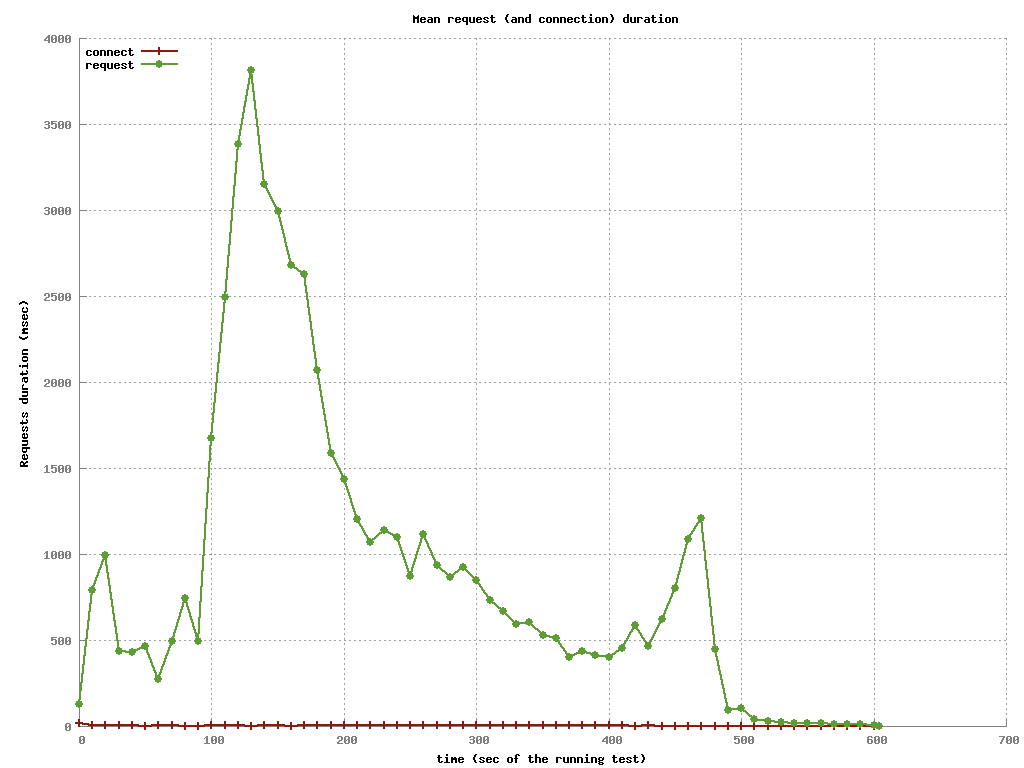 Mean request (and connection) duration
connect
request
4000
3500
3000
2500
2000
1500
1000
500
0
Requests duration (msec)
0 100 200 300 400 500 600 700
time (sec of the running test)